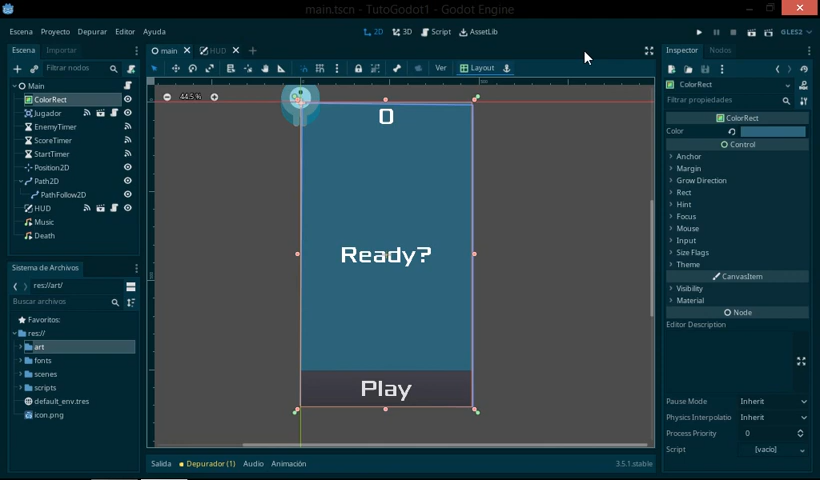 main.tscn - TutoGodot1 - Godot Engine
Escena Proyecto Depurar Editor Ayuda
2D 3D Script AssetLib
GLES2
Escena Importar
main HUD
Inspector Nodos
Filtrar nodos
Ver Layout
Main
ColorRect
Jugador
EnemyTimer
ScoreTimer
StartTimer
Position2D
Path2D
PathFollow2D
HUD
Music
Death
Sistema de Archivos
res://art/
Buscar archivos
Favoritos:
res://
art
fonts
scenes
scripts
default_env.tres
icon.png
44.5 %
500
0
Ready?
Play
Salida Depurador (1) Audio Animación
3.5.1.stable
ColorRect
Filtrar propiedades
ColorRect
Color
Control
Anchor
Margin
Grow Direction
Rect
Hint
Focus
Mouse
Input
Size Flags
Theme
CanvasItem
Visibility
Material
Node
Editor Description
Pause Mode Inherit
Physics Interpolatio Inherit
Process Priority 0
Script [vacío]